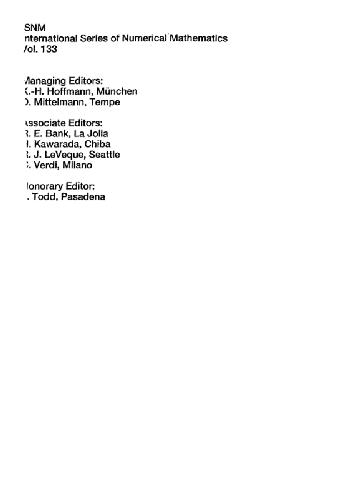 SNM
nternational Series of Numerical Mathematics
Vol. 133
Managing Editors:
K.-H. Hoffmann, München
D. Mittelmann, Tempe
Associate Editors:
R. E. Bank, La Jolla
H. Kawarada, Chiba
R. J. LeVeque, Seattle
C. Verdi, Milano
Honorary Editor:
. Todd, Pasadena